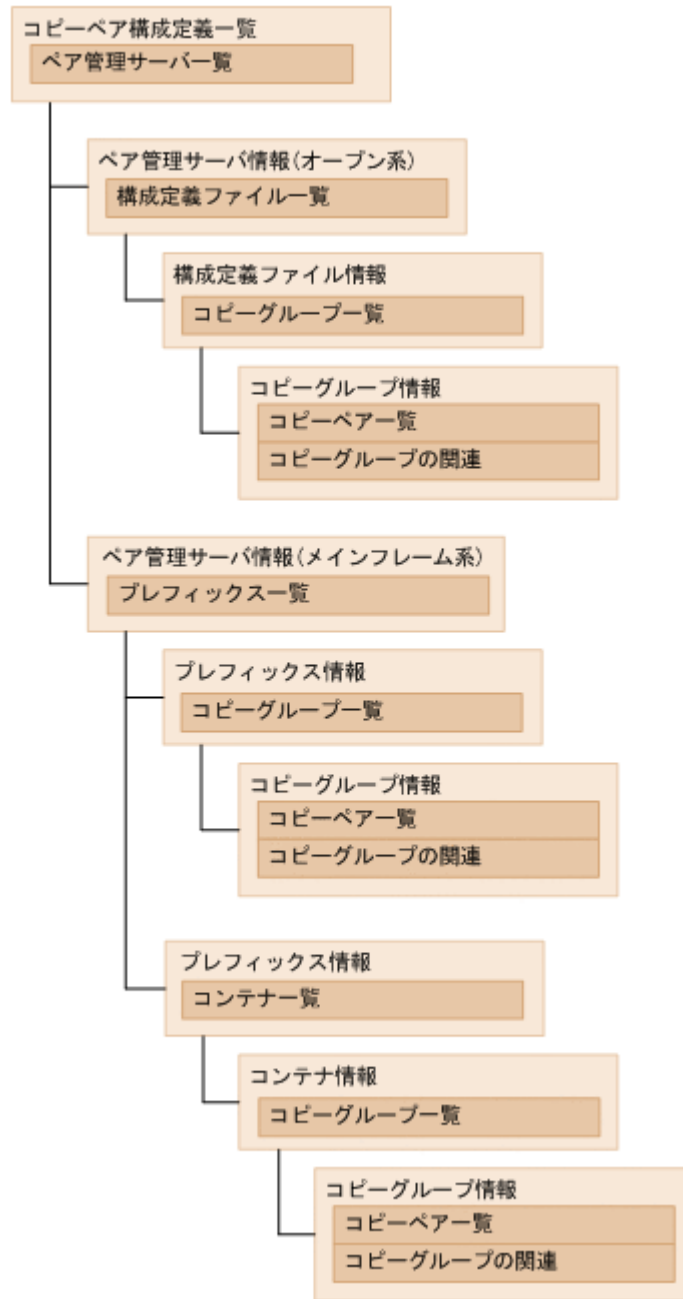 コピーペア構成定義一覧
ペア管理サーバ一覧
ペア管理サーバ情報(オープン系)
構成定義ファイル一覧
構成定義ファイル情報
コピーグループ一覧
コピーグループ情報
コピーペア一覧
コピーグループの関連
ペア管理サーバ情報(メインフレーム系)
プレフィックス一覧
プレフィックス情報
コピーグループ一覧
コピーグループ情報
コピーペア一覧
コピーグループの関連
プレフィックス情報
コンテナ一覧
コンテナ情報
コピーグループ一覧
コピーグループ情報
コピーペア一覧
コピーグループの関連